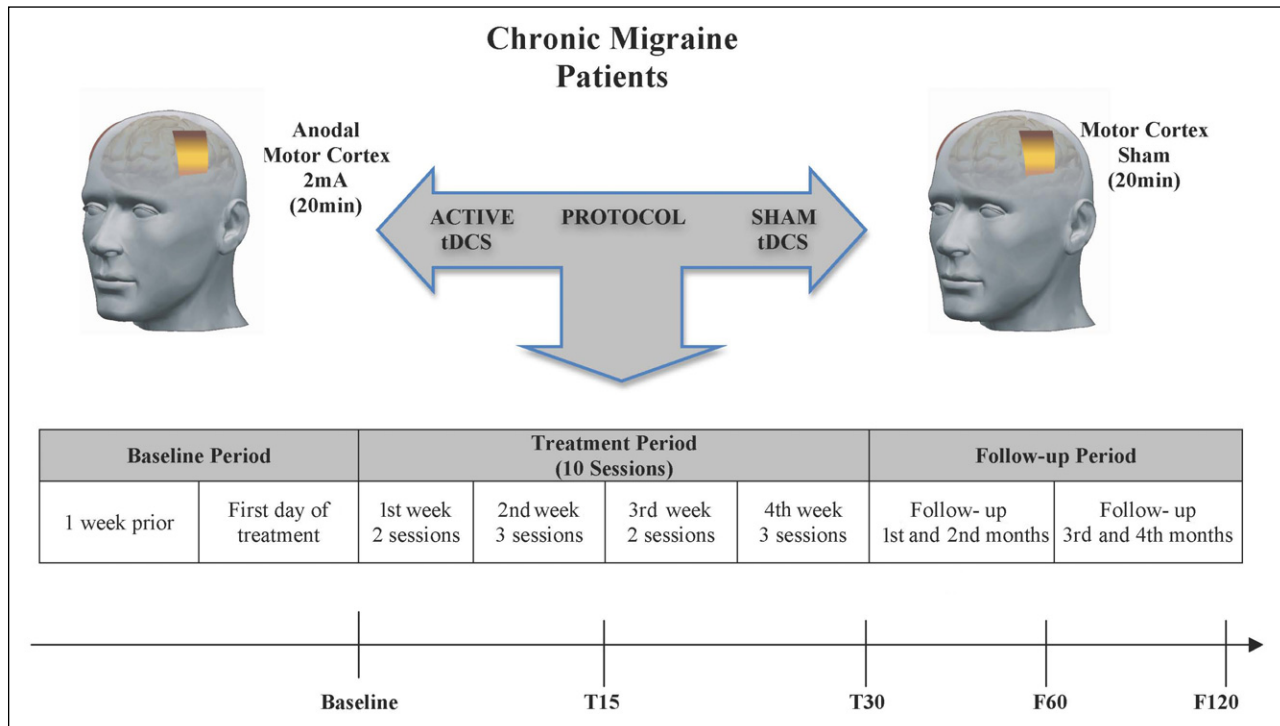 Chronic Migraine
Patients
Anodal
Motor Cortex
2mA
(20min)
Motor Cortex
Sham
(20min)
ACTIVE
tDCS
PROTOCOL
SHAM
tDCS
Baseline Period
Treatment Period
(10 Sessions)
Follow-up Period
1 week prior
First day of
treatment
1st week
2 sessions
2nd week
3 sessions
3rd week
2 sessions
4th week
3 sessions
Follow- up
1st and 2nd months
Follow- up
3rd and 4th months
Baseline
T15
T30
F60
F120